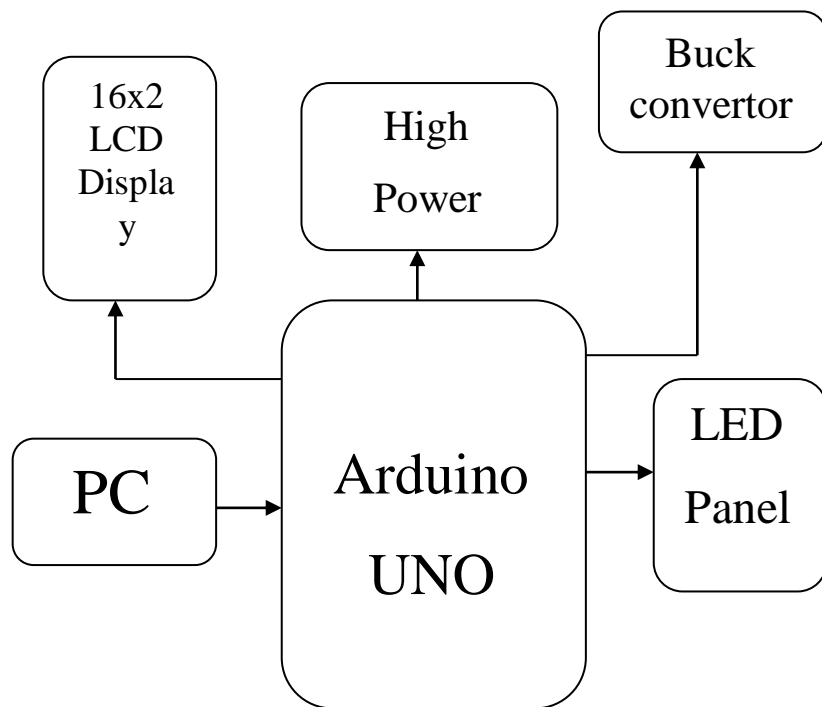 16x2
LCD
Displa
y
High
Power
Buck
convertor
PC
Arduino
UNO
LED
Panel